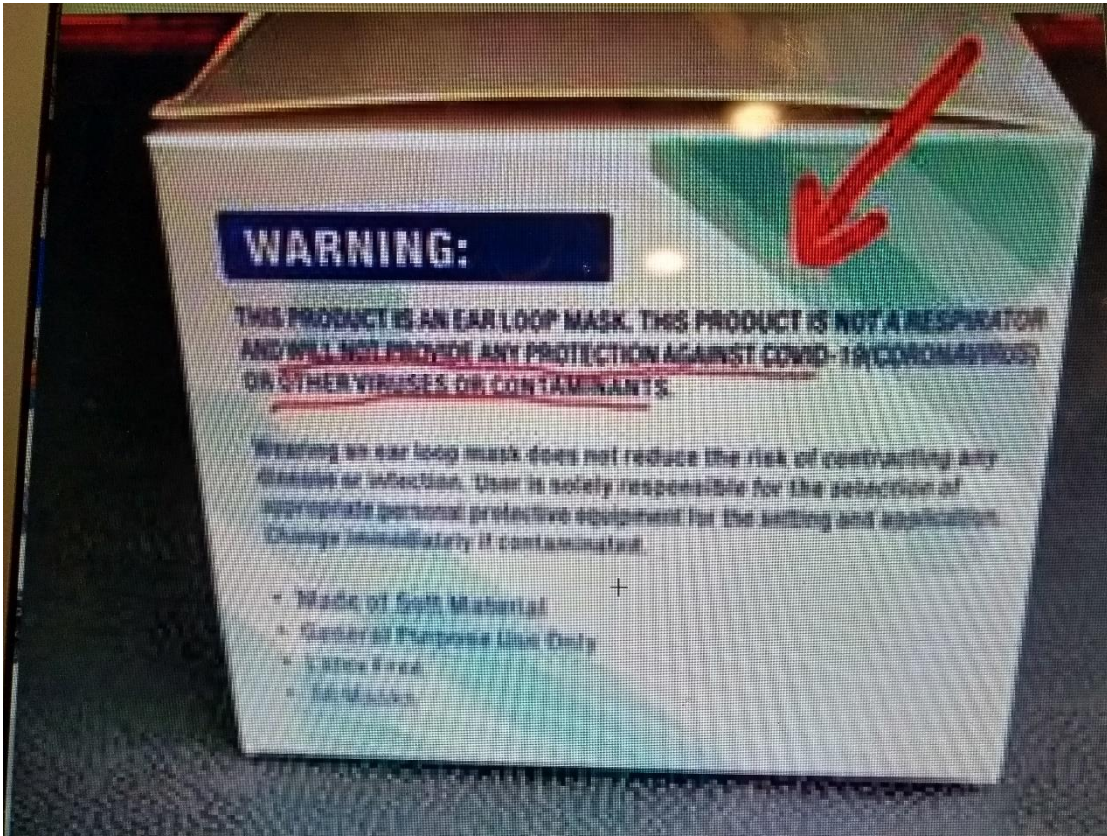 WARNING:
THIS PRODUCT IS AN EAR LOOP MASK. THIS PRODUCT IS NOT A RESPIRATOR
AND WILL NOT PROVIDE ANY PROTECTION AGAINST COVID-19(CORONAVIRUS)
OR OTHER VIRUSES OR CONTAMINANTS.
Wearing an ear loop mask does not reduce the risk of contracting any
disease or infection. User is solely responsible for the selection of
appropriate personal protective equipment for the setting and application.
Change immediately if contaminated.
• Made of Soft Material
• General Purpose Use Only
• Latex Free